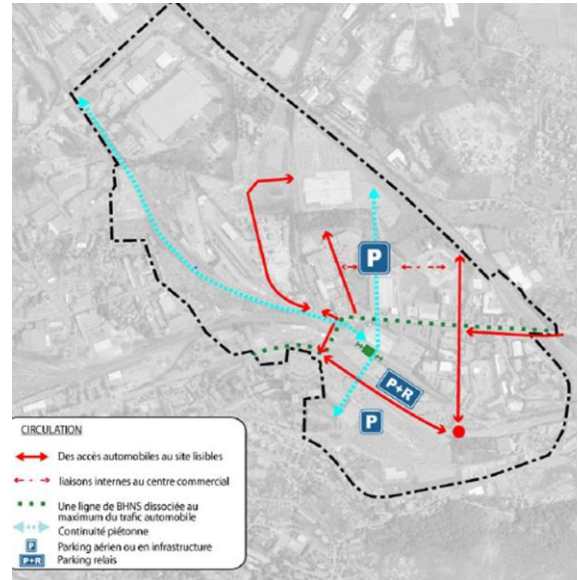 P
P+R
P
CIRCULATION
Des accès automobiles au site lisibles
liaisons internes au centre commercial
Une ligne de BHNS dissociée au
maximum du trafic automobile
Continuité piétonne
P Parking aérien ou en infrastructure
P+R Parking relais